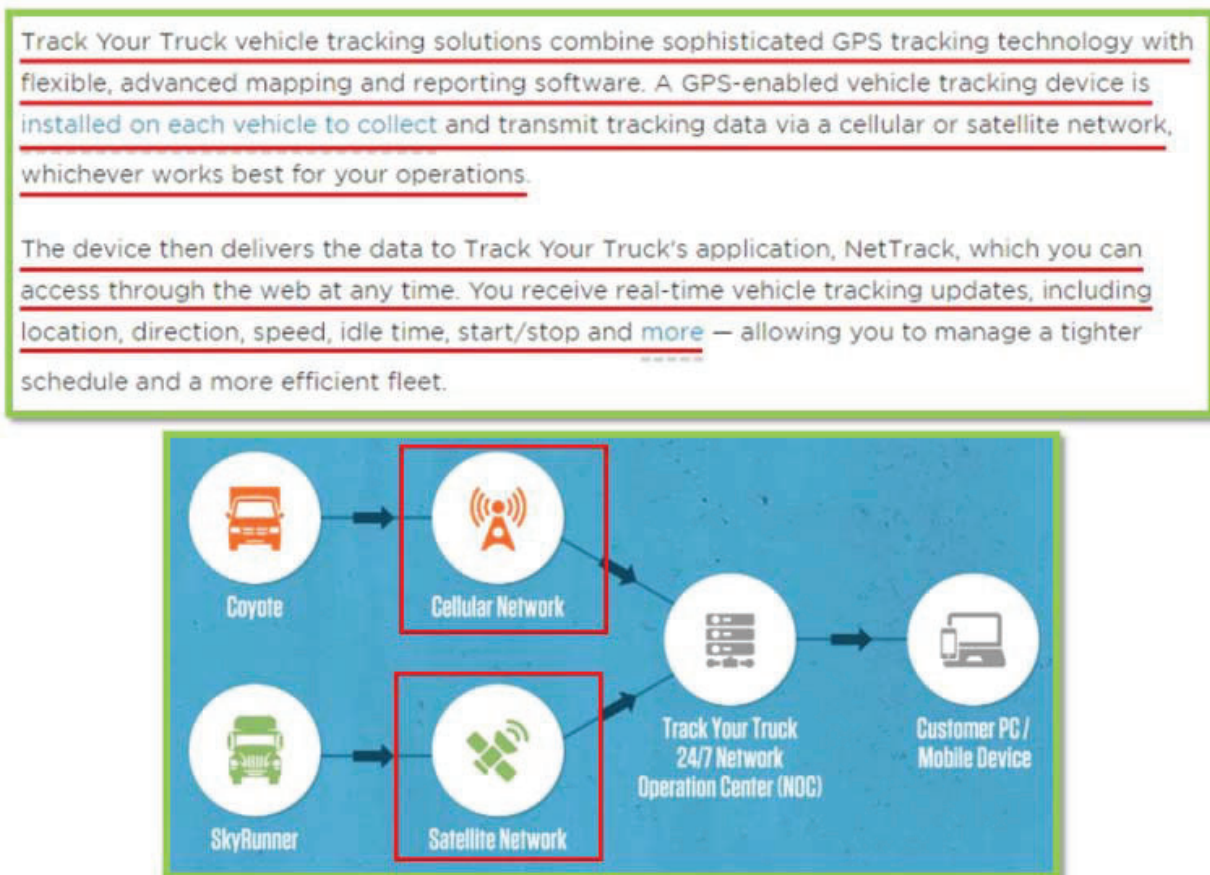 Track Your Truck vehicle tracking solutions combine sophisticated GPS tracking technology with
flexible, advanced mapping and reporting software. A GPS-enabled vehicle tracking device is
installed on each vehicle to collect and transmit tracking data via a cellular or satellite network,
whichever works best for your operations.
The device then delivers the data to Track Your Truck's application, NetTrack, which you can
access through the web at any time. You receive real-time vehicle tracking updates, including
location, direction, speed, idle time, start/stop and more — allowing you to manage a tighter
schedule and a more efficient fleet.
Coyote
Cellular Network
Track Your Truck
24/7 Network
Operation Center (NOC)
Customer PC /
Mobile Device
SkyRunner
Satellite Network